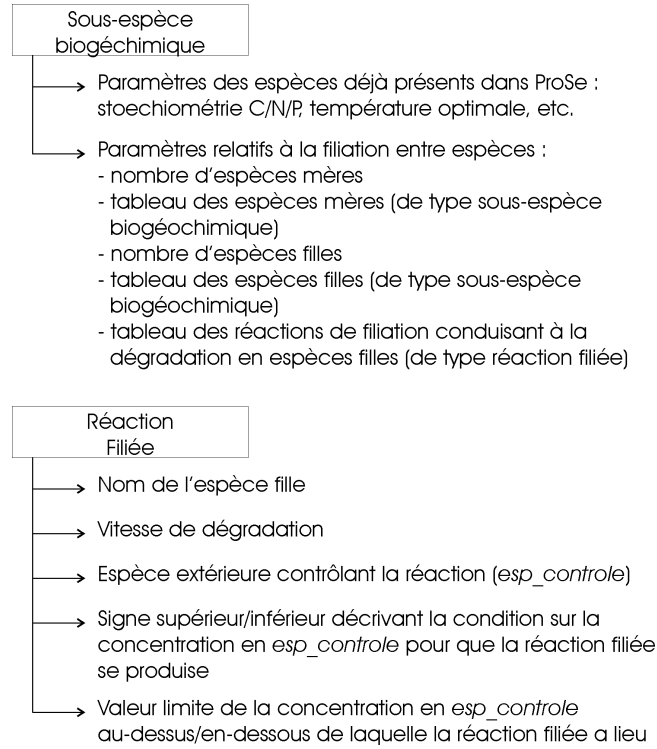 Sous-espèce
biogéchimique
Paramètres des espèces déjà présents dans ProSe :
stoechiométrie C/N/P, température optimale, etc.
Paramètres relatifs à la filiation entre espèces :
- nombre d'espèces mères
- tableau des espèces mères (de type sous-espèce
biogéochimique)
- nombre d'espèces filles
- tableau des espèces filles (de type sous-espèce
biogéochimique)
- tableau des réactions de filiation conduisant à la
dégradation en espèces filles (de type réaction filiée)
Réaction
Filiée
Nom de l'espèce fille
Vitesse de dégradation
Espèce extérieure contrôlant la réaction (esp_controle)
Signe supérieur/inférieur décrivant la condition sur la
concentration en esp_controle pour que la réaction filiée
se produise
Valeur limite de la concentration en esp_controle
au-dessus/en-dessous de laquelle la réaction filiée a lieu